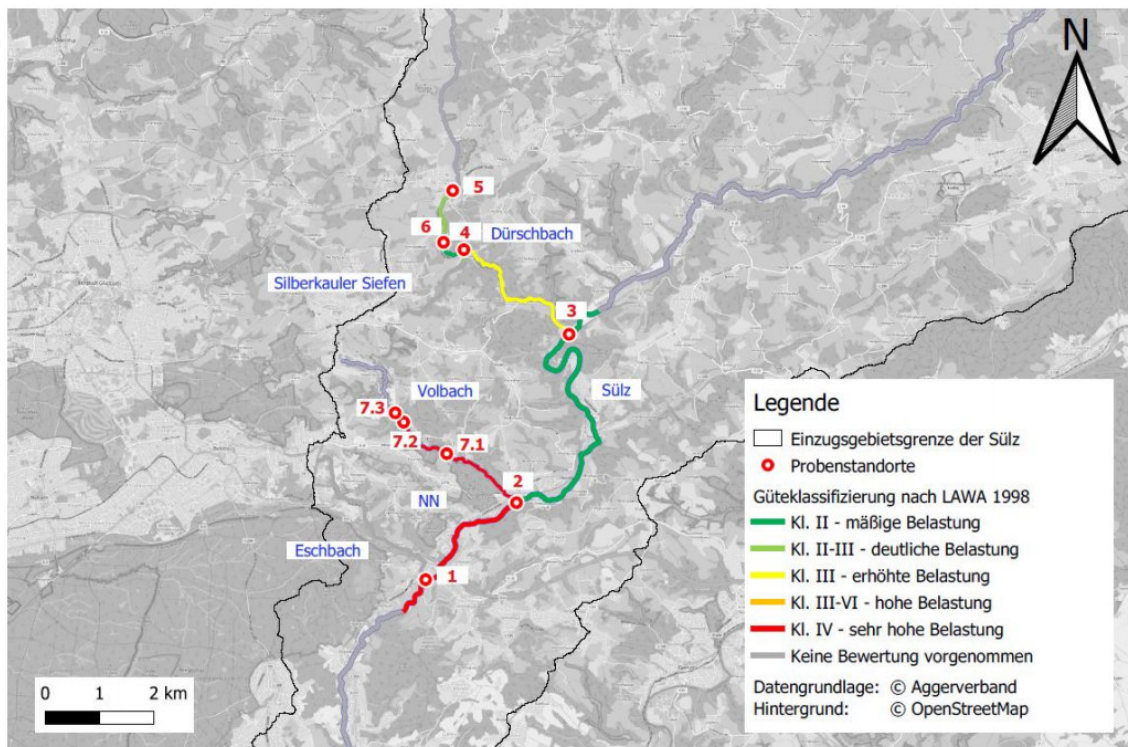 N
5
6
4
Dürschbach
Silberkauler Siefen
3
Volbach
Sülz
7.3
7.2
7.1
2
NN
Eschbach
1
0 1 2 km
Legende
Einzugsgebietsgrenze der Sülz
Probenstandorte
Güteklassifizierung nach LAWA 1998
Kl. II - mäßige Belastung
Kl. II-III - deutliche Belastung
Kl. III - erhöhte Belastung
Kl. III-VI - hohe Belastung
Kl. IV - sehr hohe Belastung
Keine Bewertung vorgenommen
Datengrundlage: © Aggerverband
Hintergrund: © OpenStreetMap